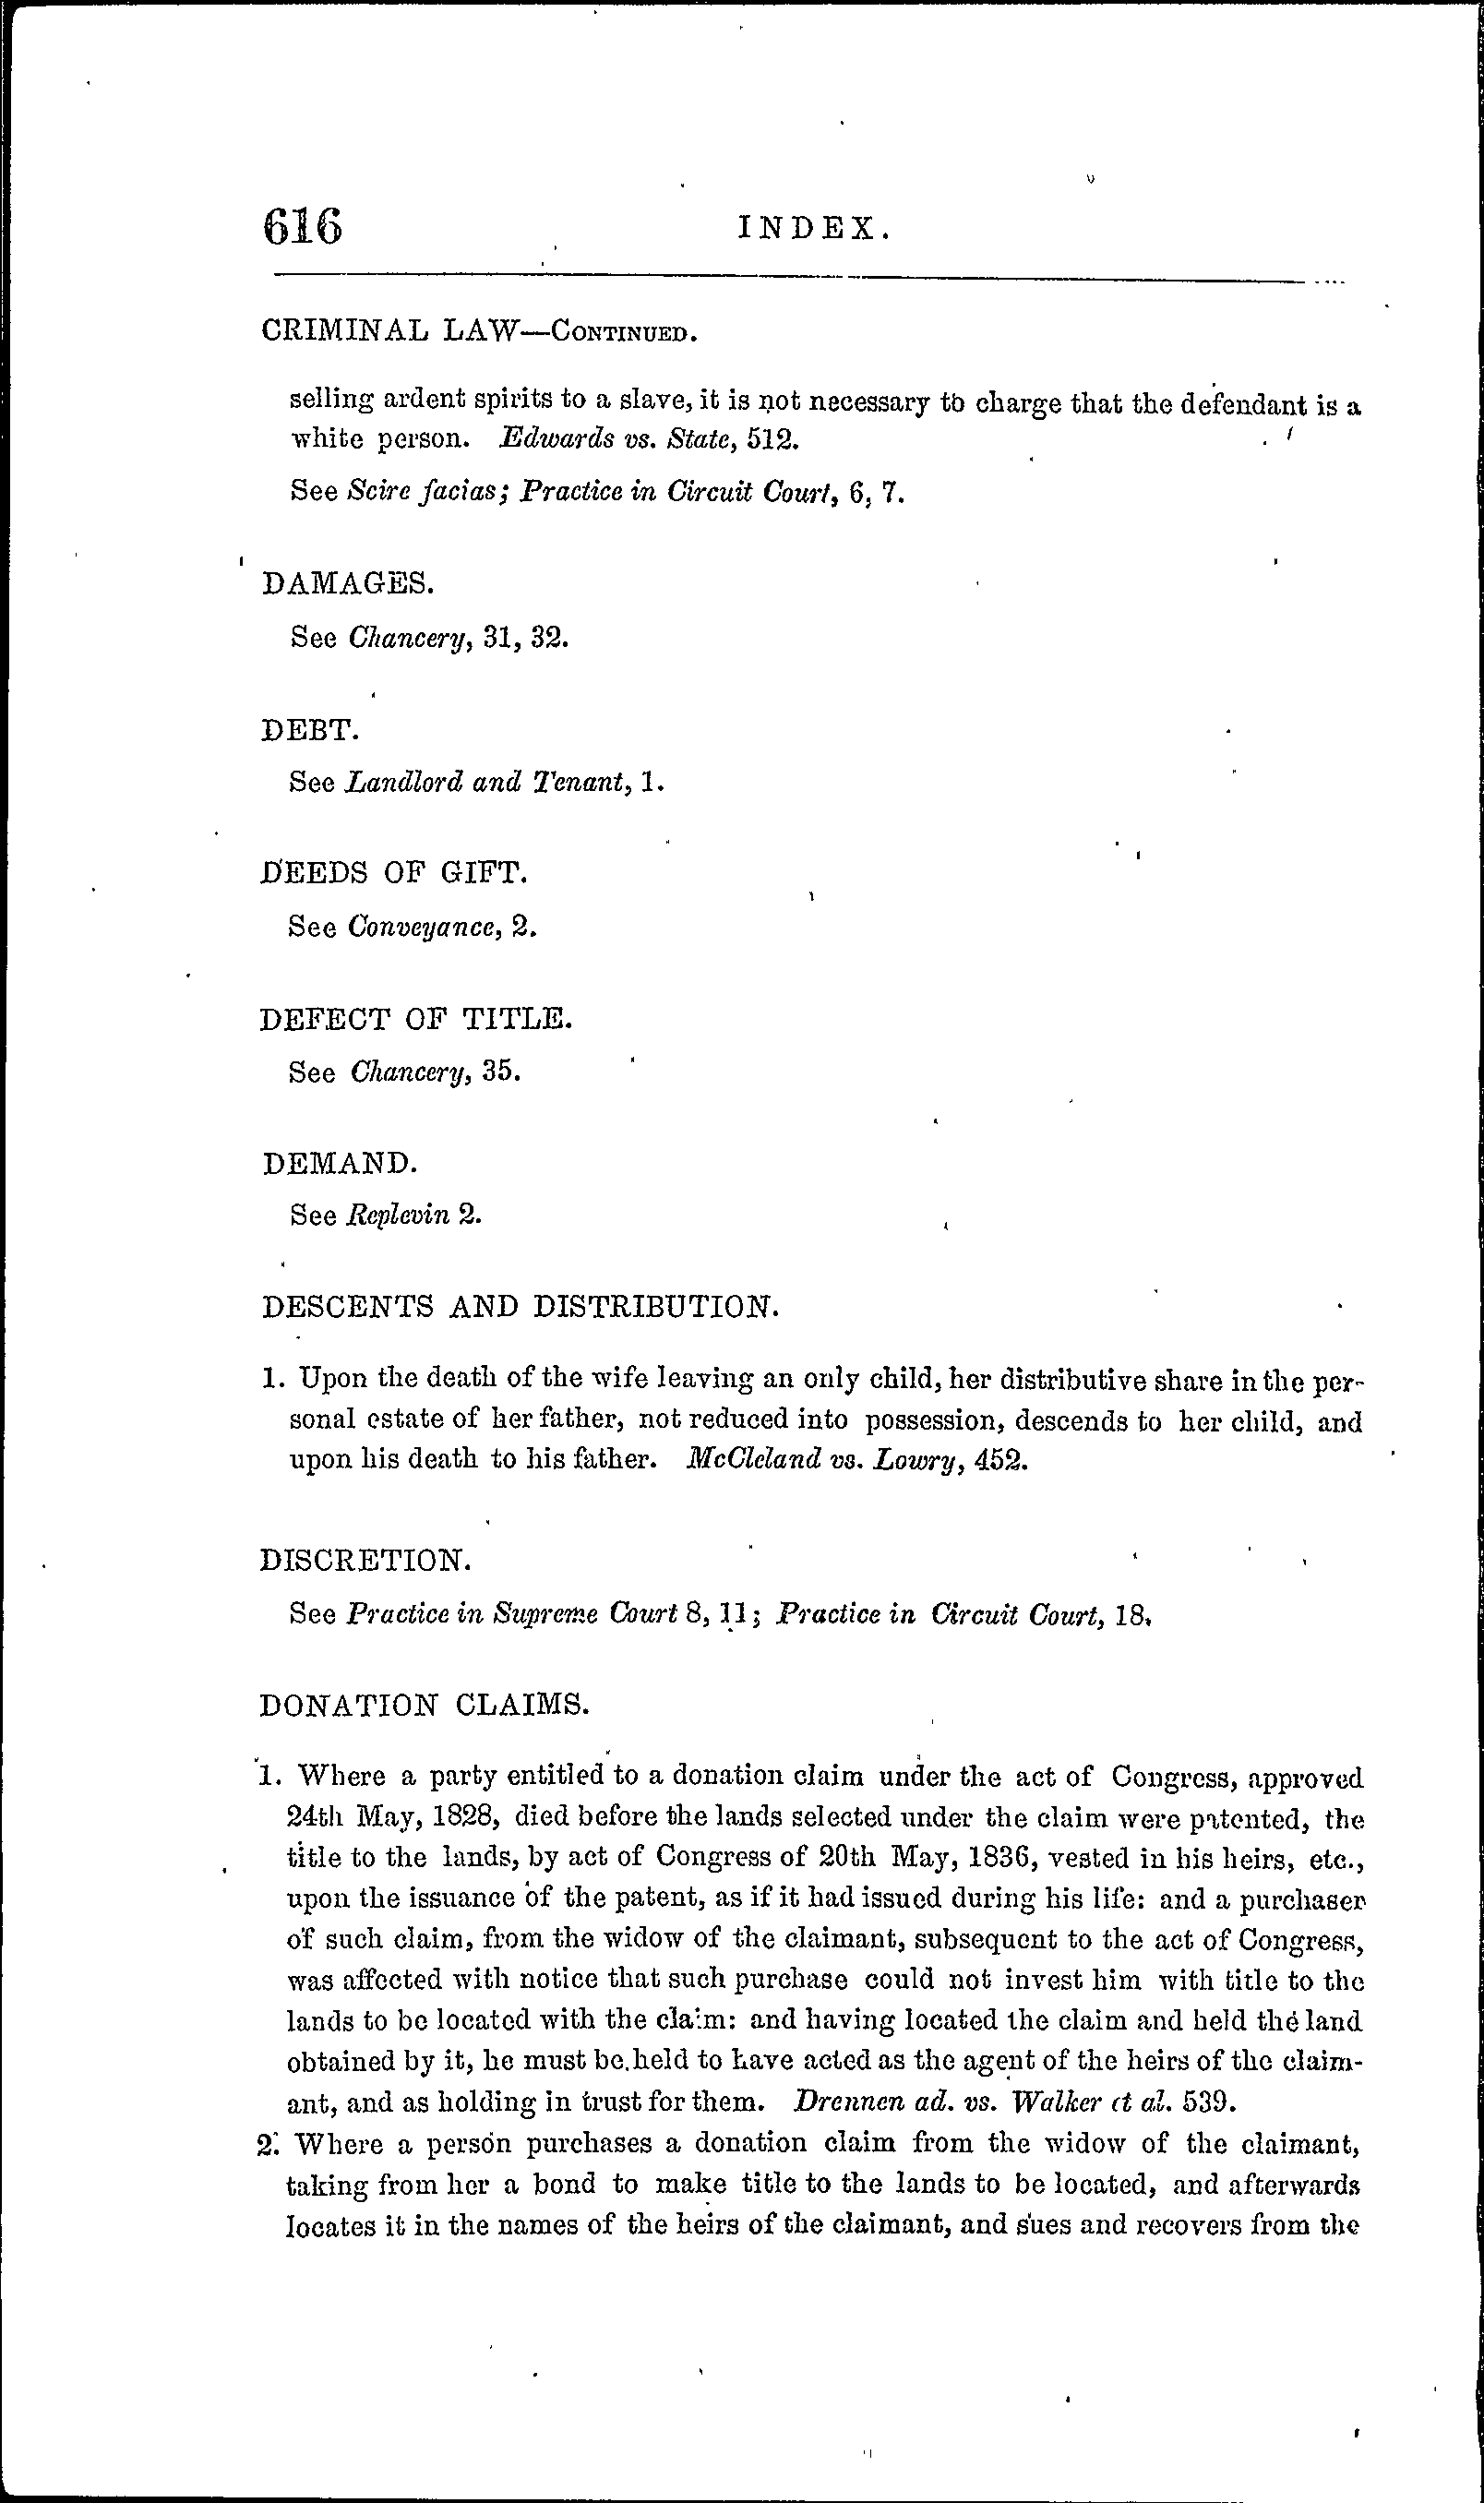 616 INDEX.
CRIMINAL LAW—CONTINUED.
selling ardent spirits to a slave, it is not necessary to charge that the defendant is a
white person. Edwards vs. State, 512.
See Scire facias; Practice in Circuit Court, 6, 7.
DAMAGES.
See Chancery, 31, 32.
DEBT.
See Landlord and Tenant, 1.
DEEDS OF GIFT.
See Conveyance, 2.
DEFECT OF TITLE.
See Chancery, 35.
DEMAND.
See Replevin 2.
DESCENTS AND DISTRIBUTION.
1. Upon the death of the wife leaving an only child, her distributive share in the per-
sonal estate of her father, not reduced into possession, descends to her child, and
upon his death to his father. McCleland vs. Lowry, 452.
DISCRETION.
See Practice in Supreme Court 8, 11; Practice in Circuit Court, 18.
DONATION CLAIMS.
1. Where a party entitled to a donation claim under the act of Congress, approved
24th May, 1828, died before the lands selected under the claim were patented, the
title to the lands, by act of Congress of 20th May, 1836, vested in his heirs, etc.,
upon the issuance of the patent, as if it had issued during his life: and a purchaser
of such claim, from the widow of the claimant, subsequent to the act of Congress,
was affected with notice that such purchase could not invest him with title to the
lands to be located with the claim: and having located the claim and held the land
obtained by it, he must be held to have acted as the agent of the heirs of the claim-
ant, and as holding in trust for them. Drennen ad. vs. Walker et al. 539.
2. Where a person purchases a donation claim from the widow of the claimant,
taking from her a bond to make title to the lands to be located, and afterwards
locates it in the names of the heirs of the claimant, and sues and recovers from the